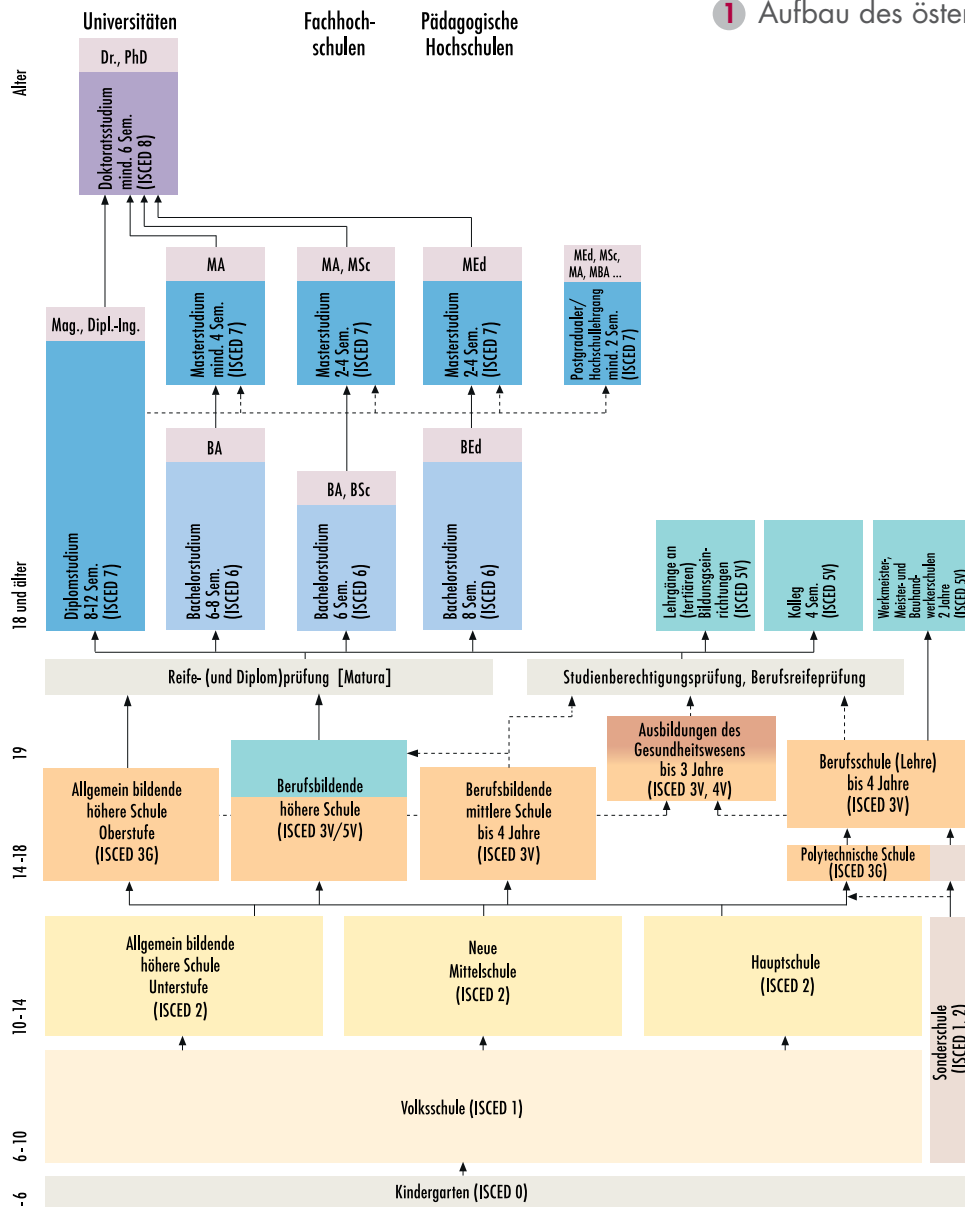 1 Aufbau des öster
Universitäten
Fachhoch-
schulen
Pädagogische
Hochschulen
Alter
Dr., PhD
Doktoratsstudium
mind. 6 Sem.
(ISCED 8)
MA
Masterstudium
mind. 4 Sem.
(ISCED 7)
MA, MSc
Masterstudium
2-4 Sem.
(ISCED 7)
MEd
Masterstudium
2-4 Sem.
(ISCED 7)
MEd, MSc,
MA, MBA ...
Postgradualer/
Hochschullehrgang
mind. 2 Sem.
(ISCED 7)
Mag., Dipl.-Ing.
Diplomstudium
8-12 Sem.
(ISCED 7)
BA
Bachelorstudium
6-8 Sem.
(ISCED 6)
BA, BSc
Bachelorstudium
6 Sem.
(ISCED 6)
BEd
Bachelorstudium
8 Sem.
(ISCED 6)
Lehrgänge an
(tertiären)
Bildungsein-
richtungen
(ISCED 5V)
Kolleg
4 Sem.
(ISCED 5V)
Werkmeister-,
Meister- und
Bauhand-
werkerschulen
2 Jahre
(ISCED 5V)
18 und älter
Reife- (und Diplom)prüfung [Matura]
Studienberechtigungsprüfung, Berufsreifeprüfung
19
Ausbildungen des
Gesundheitswesens
bis 3 Jahre
(ISCED 3V, 4V)
Allgemein bildende
höhere Schule
Oberstufe
(ISCED 3G)
Berufsbildende
höhere Schule
(ISCED 3V/5V)
Berufsbildende
mittlere Schule
bis 4 Jahre
(ISCED 3V)
Berufsschule (Lehre)
bis 4 Jahre
(ISCED 3V)
14-18
Polytechnische Schule
(ISCED 3G)
10-14
Allgemein bildende
höhere Schule
Unterstufe
(ISCED 2)
Neue
Mittelschule
(ISCED 2)
Hauptschule
(ISCED 2)
Sonderschule
(ISCED 1, 2)
6-10
Volksschule (ISCED 1)
-6
Kindergarten (ISCED 0)